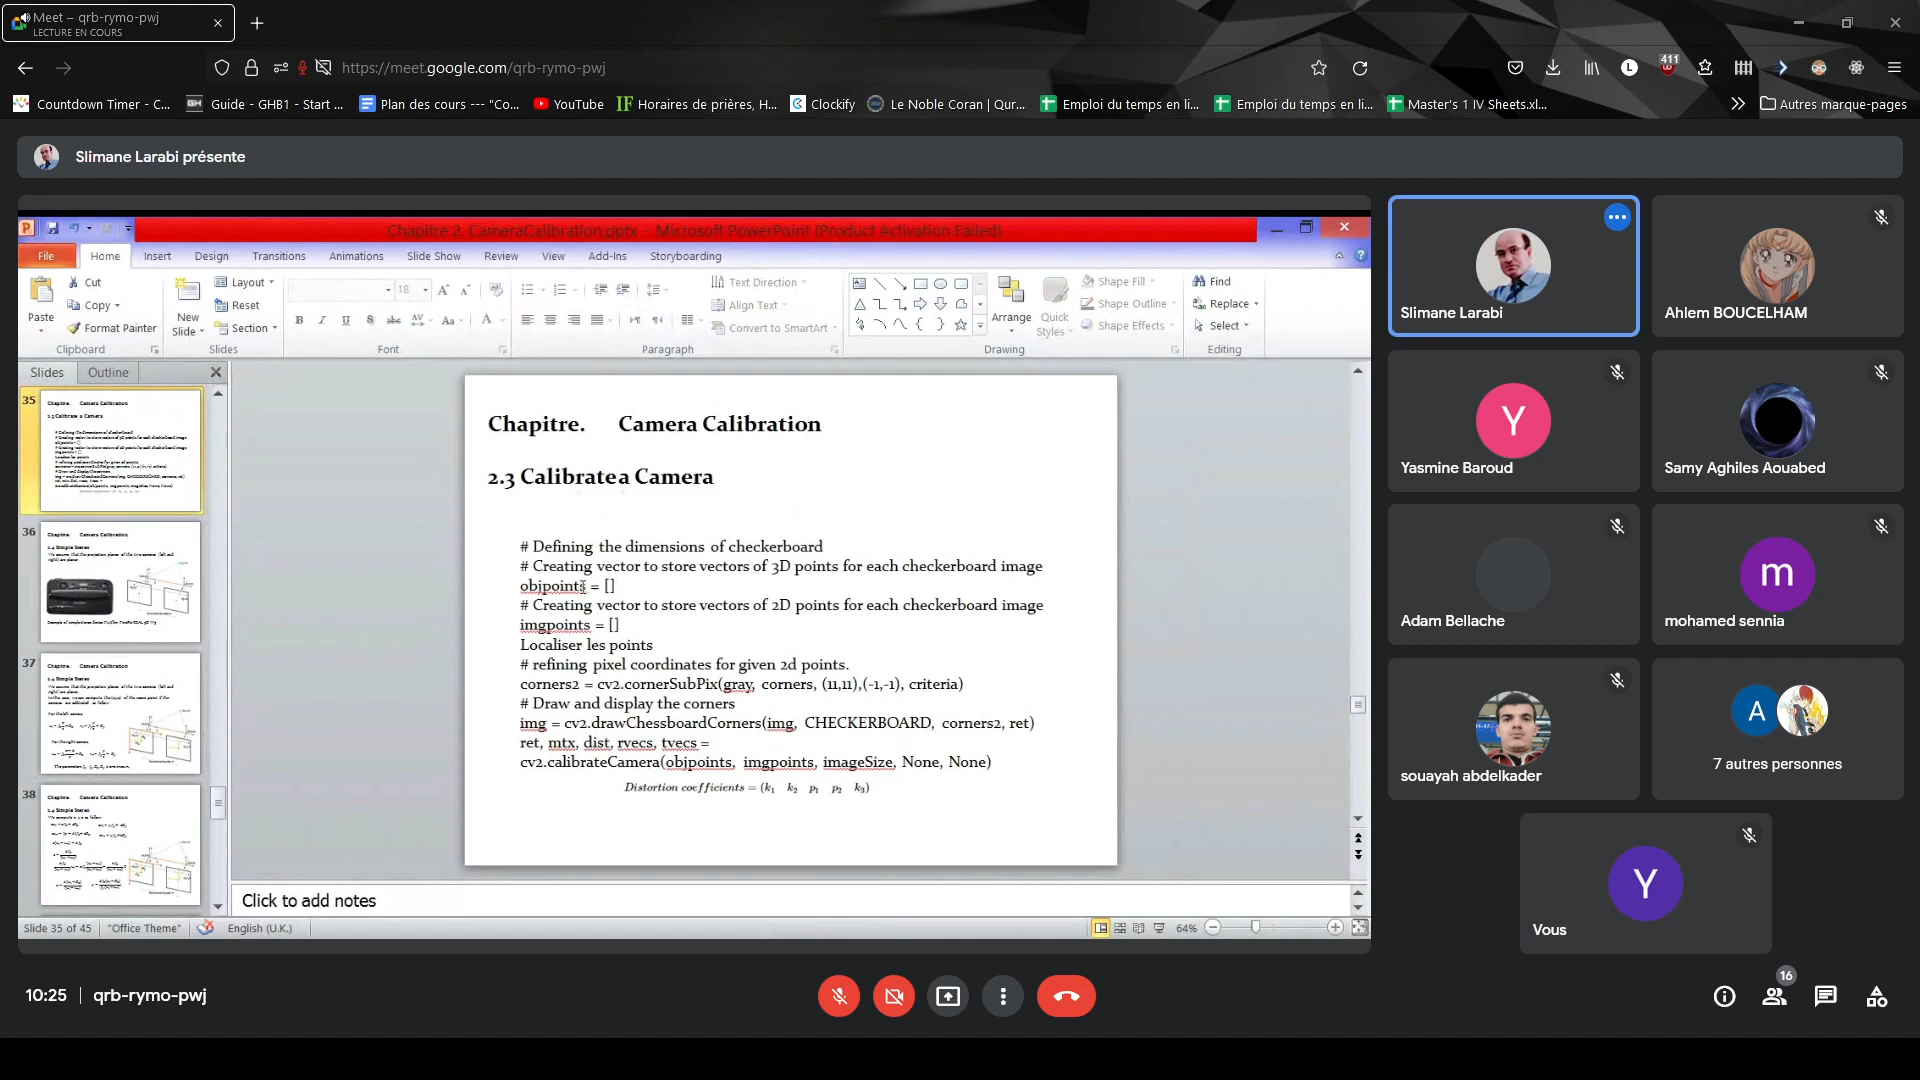 Meet – qrb-rymo-pwj
LECTURE EN COURS
https://meet.google.com/qrb-rymo-pwj
411
Countdown Timer - C...
Guide - GHB1 - Start ...
Plan des cours --- "Co...
YouTube
Horaires de prières, H...
Clockify
Le Noble Coran | Qur...
Emploi du temps en li...
Emploi du temps en li...
Master's 1 IV Sheets.xl...
Autres marque-pages
Slimane Larabi présente
Chapitre 2. CameraCalibration.pptx – Microsoft PowerPoint (Product Activation Failed)
File
Home
Insert
Design
Transitions
Animations
Slide Show
Review
View
Add-Ins
Storyboarding
Paste
Cut
Copy
Format Painter
Clipboard
New Slide
Layout
Reset
Section
Slides
18
Font
Text Direction
Align Text
Convert to SmartArt
Paragraph
Arrange
Quick Styles
Shape Fill
Shape Outline
Shape Effects
Drawing
Find
Replace
Select
Editing
Slides
Outline
35
36
37
38
Chapitre. Camera Calibration
2.3 Calibrate a Camera
# Defining the dimensions of checkerboard
# Creating vector to store vectors of 3D points for each checkerboard image
objpoints = []
# Creating vector to store vectors of 2D points for each checkerboard image
imgpoints = []
Localiser les points
# refining pixel coordinates for given 2d points.
corners2 = cv2.cornerSubPix(gray, corners, (11,11),(-1,-1), criteria)
# Draw and display the corners
img = cv2.drawChessboardCorners(img, CHECKERBOARD, corners2, ret)
ret, mtx, dist, rvecs, tvecs =
cv2.calibrateCamera(objpoints, imgpoints, imageSize, None, None)
Distortion coefficients = (k1 k2 p1 p2 k3)
Click to add notes
Slide 35 of 45
"Office Theme"
English (U.K.)
64%
Slimane Larabi
Ahlem BOUCELHAM
Y
Yasmine Baroud
Samy Aghiles Aouabed
Adam Bellache
m
mohamed sennia
souayah abdelkader
A
7 autres personnes
Y
Vous
10:25 | qrb-rymo-pwj
16